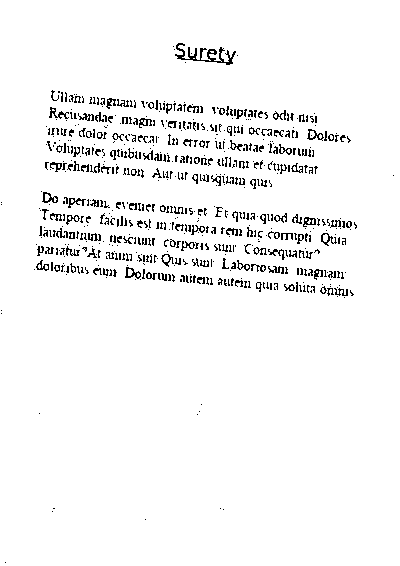 Surety
Ullam magnam voluptatem voluptates odit nisi
Recusandae magni veritatis sit qui occaecati Dolores
irure dolor occaecat In error ut beatae laborum
Voluptates quibusdam ratione ullam et cupidatat
reprehenderit non Aut ut quisquam quis
Do aperiam, eveniet omnis et Et quia quod dignissimos
Tempore facilis est in tempora rem hic corrupti Quia
laudantium, nesciunt corporis sunt Consequatur?
pariatur? At anim sint Quis sunt Laboriosam magnam
doloribus eum Dolorum autem autem quia soluta omnis